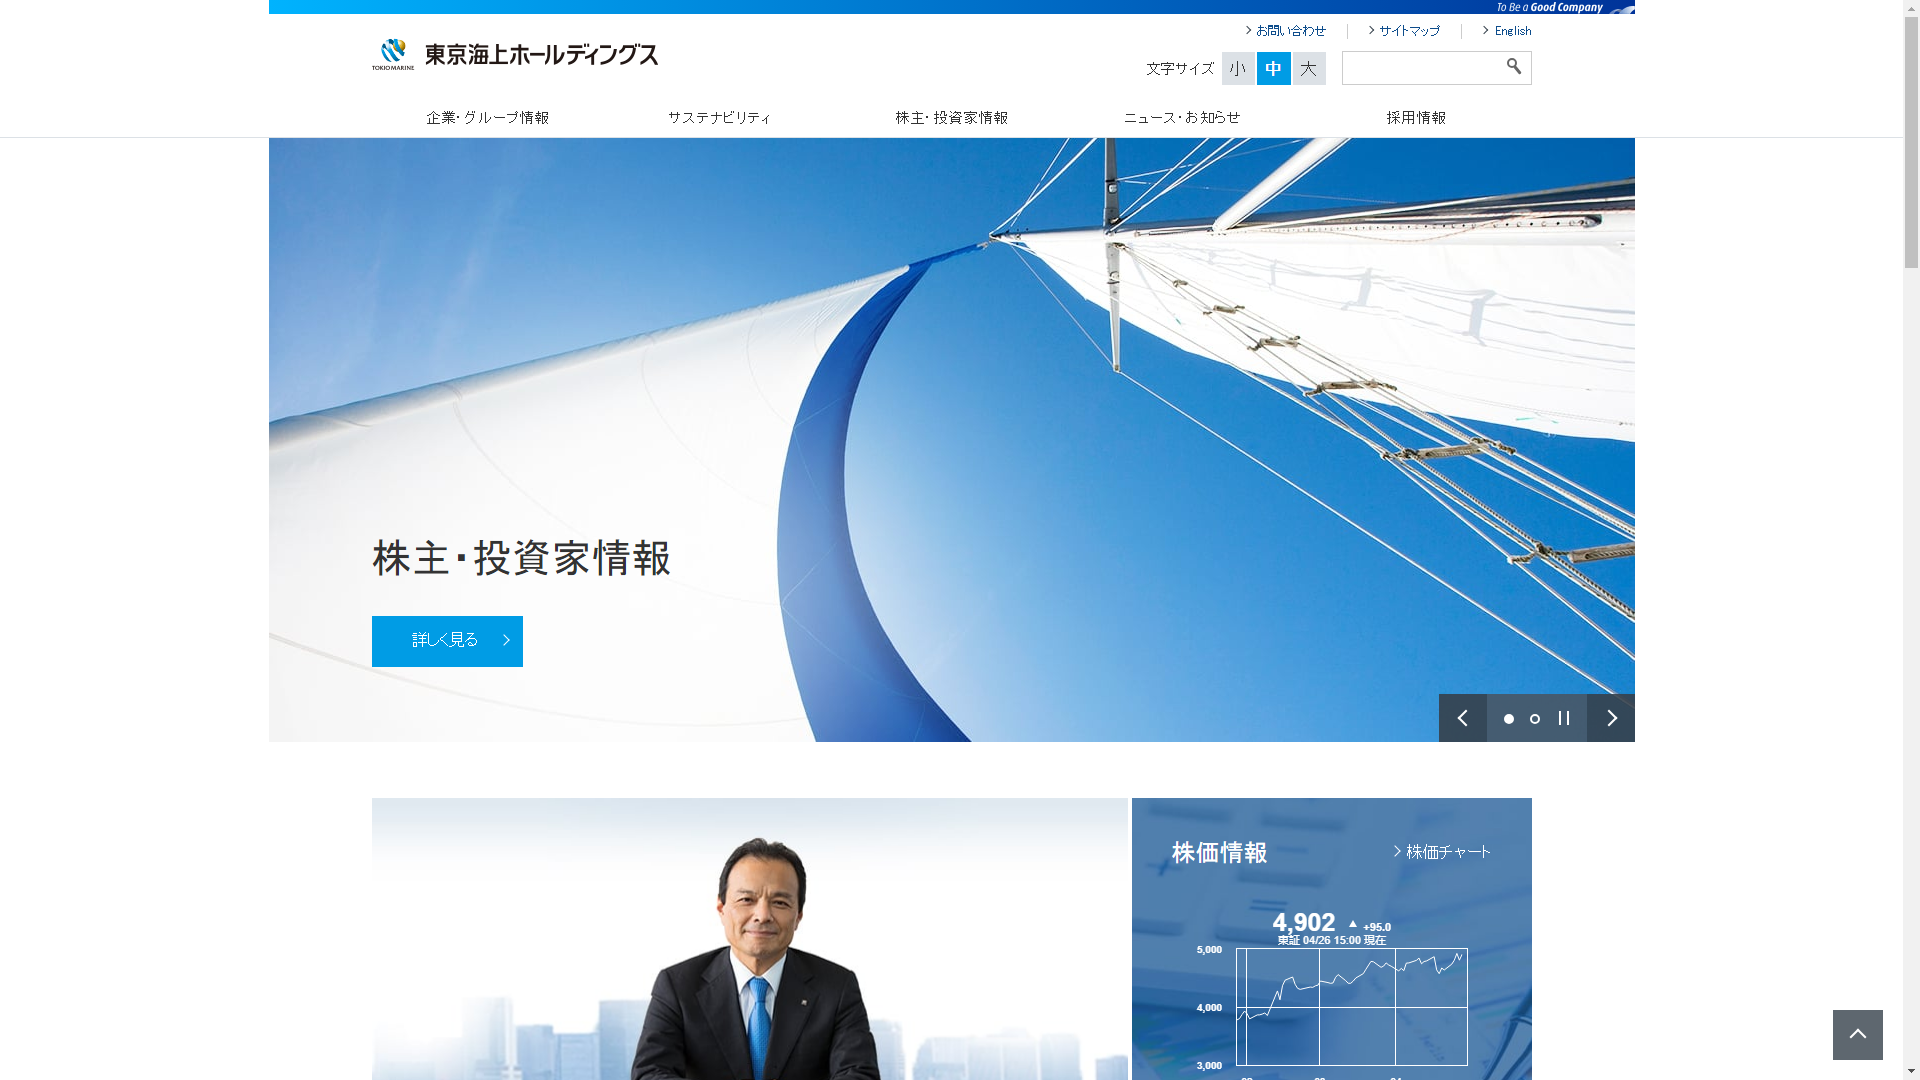 To Be a Good Company
お問い合わせ
サイトマップ
English
TOKIO MARINE
東京海上ホールディングス
文字サイズ
小
中
大
企業・グループ情報
サステナビリティ
株主・投資家情報
ニュース・お知らせ
採用情報
株主・投資家情報
詳しく見る
株価情報
株価チャート
4,902 ▲ +95.0
東証 04/26 15:00 現在
5,000
4,000
3,000